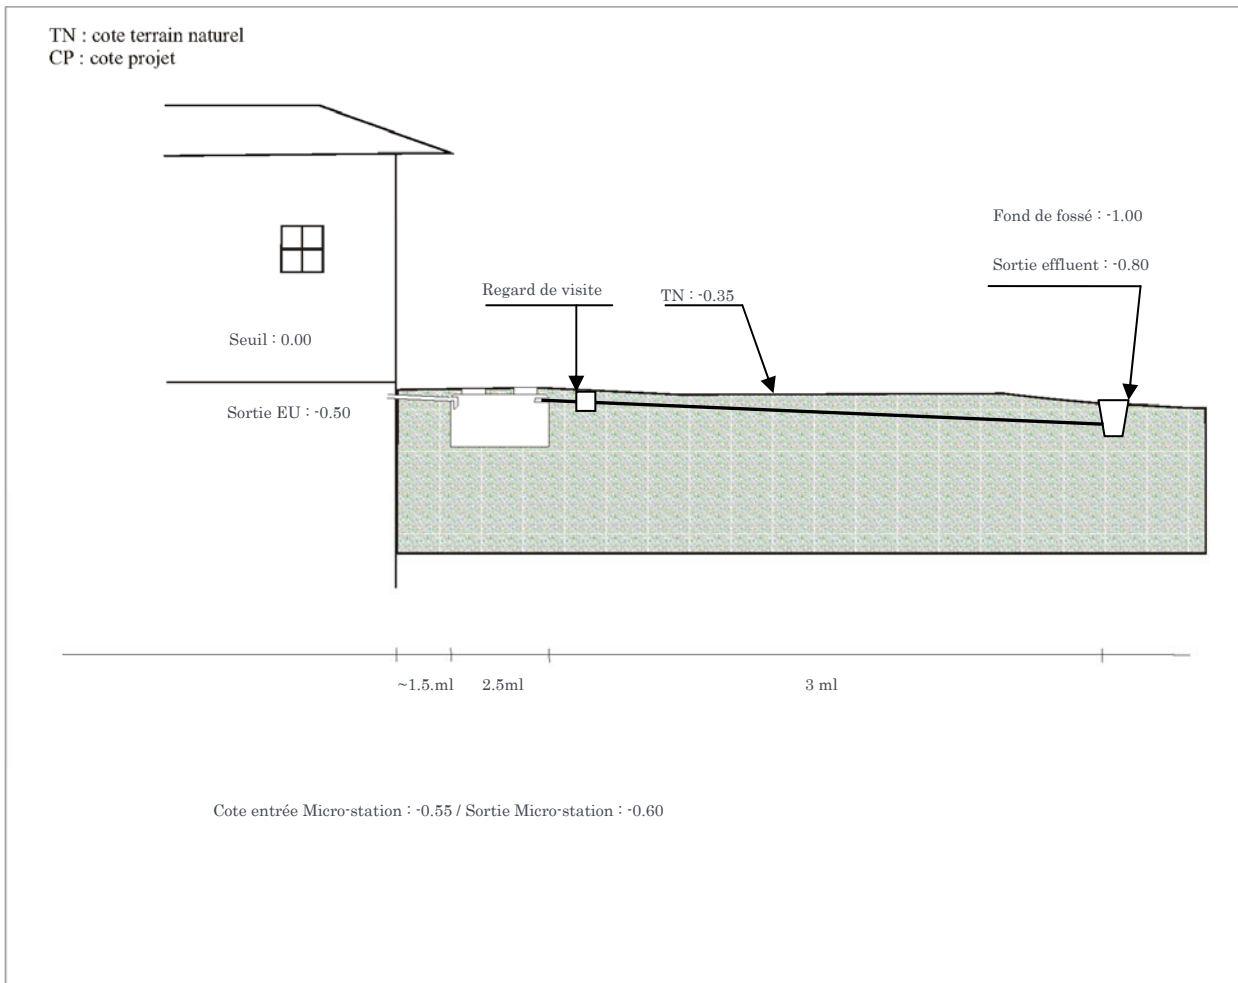 TN : cote terrain naturel
CP : cote projet
Fond de fossé : -1.00
Sortie effluent : -0.80
Regard de visite
TN : -0.35
Seuil : 0.00
Sortie EU : -0.50
~1.5.ml
2.5ml
3 ml
Cote entrée Micro-station : -0.55 / Sortie Micro-station : -0.60